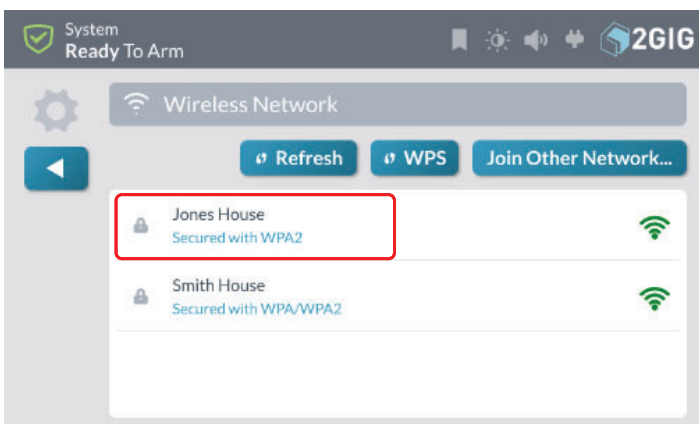 System
Ready To Arm
2GIG
Wireless Network
Refresh
WPS
Join Other Network...
Jones House
Secured with WPA2
Smith House
Secured with WPA/WPA2